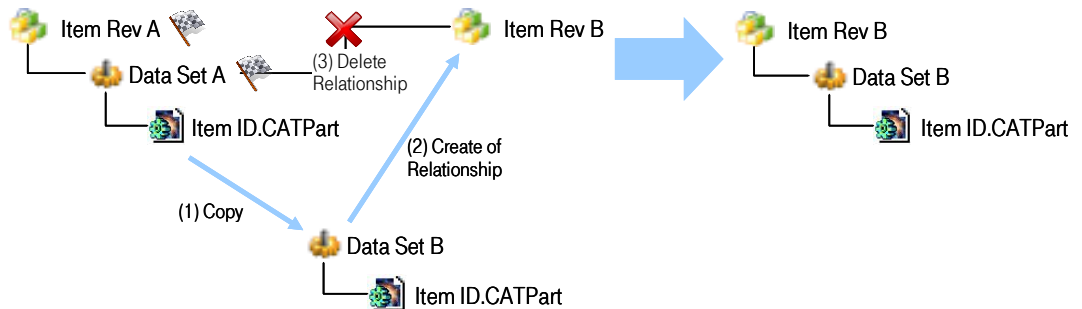 Item Rev A
Data Set A
Item ID.CATPart
(3) Delete
Relationship
Item Rev B
(2) Create of
Relationship
(1) Copy
Data Set B
Item ID.CATPart
Item Rev B
Data Set B
Item ID.CATPart